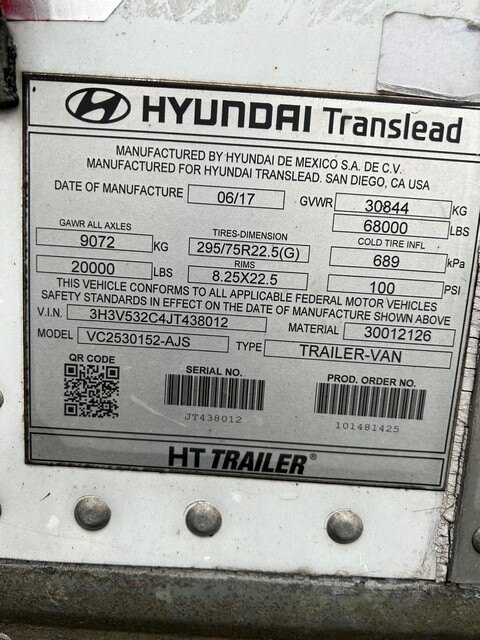 HYUNDAI Translead
MANUFACTURED BY HYUNDAI DE MEXICO S.A. DE C.V.
MANUFACTURED FOR HYUNDAI TRANSLEAD. SAN DIEGO, CA USA
DATE OF MANUFACTURE 06/17 GVWR 30844 KG
68000 LBS
GAWR ALL AXLES TIRES-DIMENSION COLD TIRE INFL
9072 KG 295/75R22.5(G) 689 kPa
RIMS
20000 LBS 8.25X22.5 100 PSI
THIS VEHICLE CONFORMS TO ALL APPLICABLE FEDERAL MOTOR VEHICLES
SAFETY STANDARDS IN EFFECT ON THE DATE OF MANUFACTURE SHOWN ABOVE
V.I.N. 3H3V532C4JT438012 MATERIAL 30012126
MODEL VC2530152-AJS TYPE TRAILER-VAN
QR CODE SERIAL NO. PROD. ORDER NO.
JT438012 101481425
HT TRAILER®